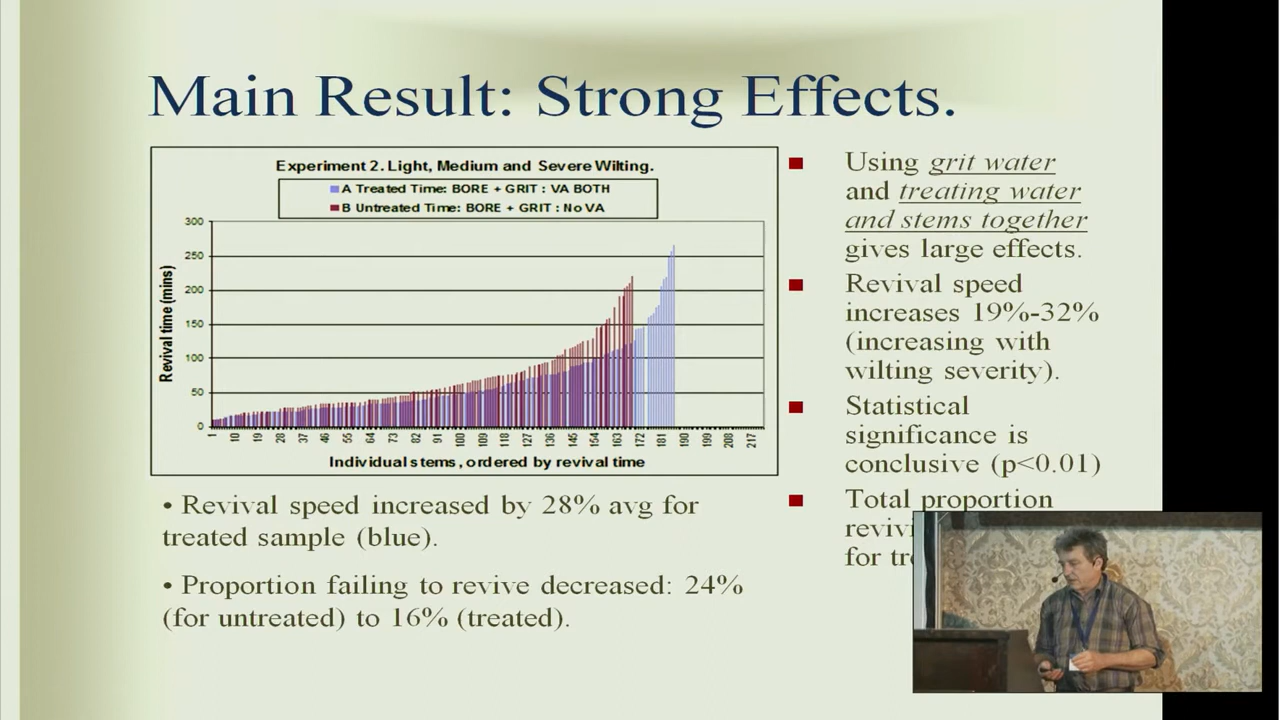 Main Result: Strong Effects.
Experiment 2. Light, Medium and Severe Wilting.
A Treated Time: BORE + GRIT : VA BOTH
B Untreated Time: BORE + GRIT : No VA
300
250
200
150
100
50
0
Revival time (mins)
1 10 19 28 37 46 55 64 73 82 91 100 109 118 127 136 145 154 163 172 181 190 199 208 217
Individual stems, ordered by revival time
• Revival speed increased by 28% avg for
treated sample (blue).
• Proportion failing to revive decreased: 24%
(for untreated) to 16% (treated).
Using grit water
and treating water
and stems together
gives large effects.
Revival speed
increases 19%-32%
(increasing with
wilting severity).
Statistical
significance is
conclusive (p<0.01)
Total proportion
for